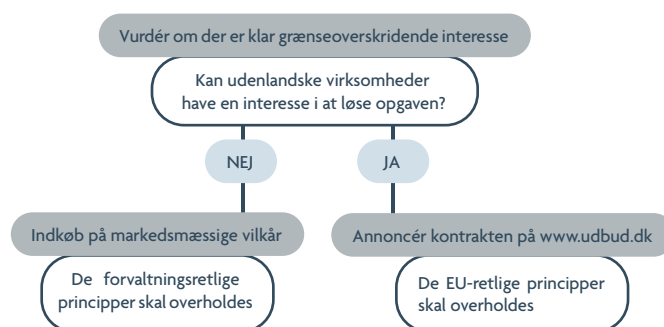 Vurdér om der er klar grænseoverskridende interesse
Kan udenlandske virksomheder
have en interesse i at løse opgaven?
NEJ
JA
Indkøb på markedsmæssige vilkår
De forvaltningsretlige
principper skal overholdes
Annoncér kontrakten på www.udbud.dk
De EU-retlige principper
skal overholdes